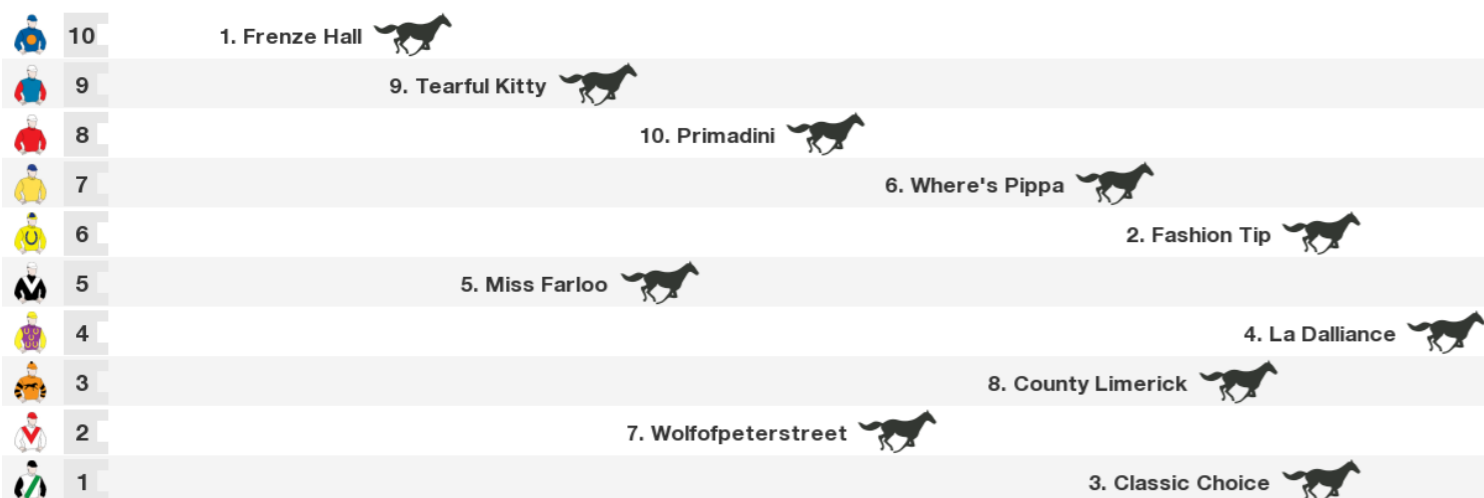 10 1. Frenze Hall
9 9. Tearful Kitty
8 10. Primadini
7 6. Where's Pippa
6 2. Fashion Tip
5 5. Miss Farloo
4 4. La Dalliance
3 8. County Limerick
2 7. Wolfofpeterstreet
1 3. Classic Choice